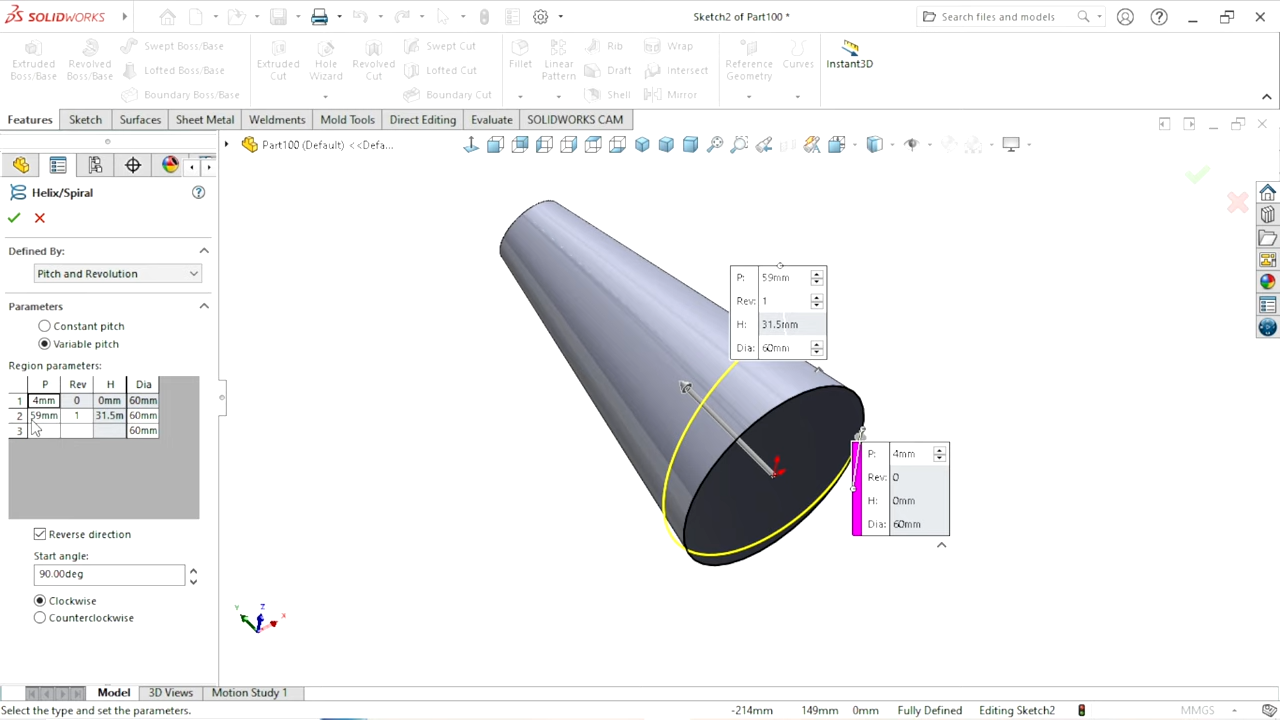 SOLIDWORKS
Sketch2 of Part100 *
Search files and models
Extruded Boss/Base
Revolved Boss/Base
Swept Boss/Base
Lofted Boss/Base
Boundary Boss/Base
Extruded Cut
Hole Wizard
Revolved Cut
Swept Cut
Lofted Cut
Boundary Cut
Fillet
Linear Pattern
Rib
Draft
Shell
Wrap
Intersect
Mirror
Reference Geometry
Curves
Instant3D
Features Sketch Surfaces Sheet Metal Weldments Mold Tools Direct Editing Evaluate SOLIDWORKS CAM
Part100 (Default) <<Defa...
Helix/Spiral
Defined By:
Pitch and Revolution
Parameters
Constant pitch
Variable pitch
Region parameters:
P Rev H Dia
1 4mm 0 0mm 60mm
2 59mm 1 31.5m 60mm
3 60mm
Reverse direction
Start angle:
90.00deg
Clockwise
Counterclockwise
P: 59mm
Rev: 1
H: 31.5mm
Dia: 60mm
P: 4mm
Rev: 0
H: 0mm
Dia: 60mm
Y Z X
Model 3D Views Motion Study 1
Select the type and set the parameters. -214mm 149mm 0mm Fully Defined Editing Sketch2 MMGS